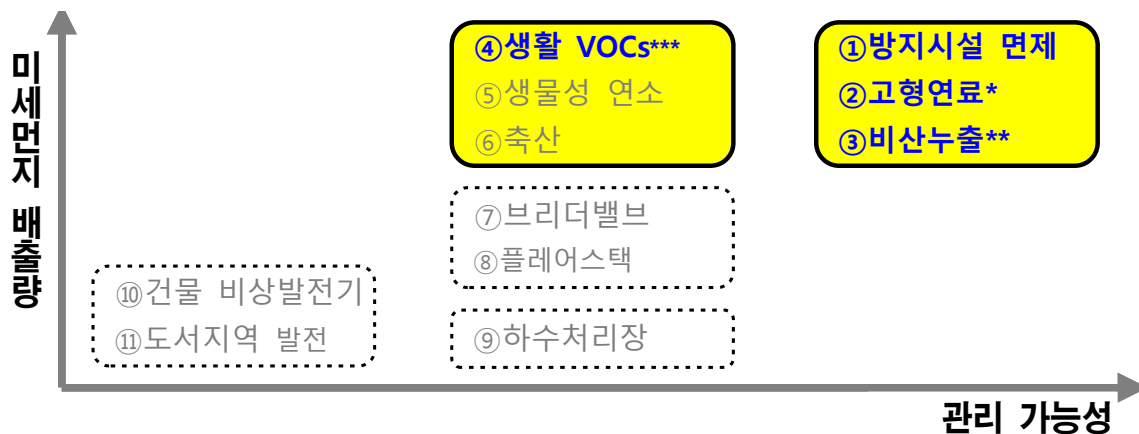 미세먼지 배출량
④생활 VOCs***
⑤생물성 연소
⑥축산
①방지시설 면제
②고형연료*
③비산누출**
⑦브리더밸브
⑧플레어스택
⑩건물 비상발전기
⑪도서지역 발전
⑨하수처리장
관리 가능성